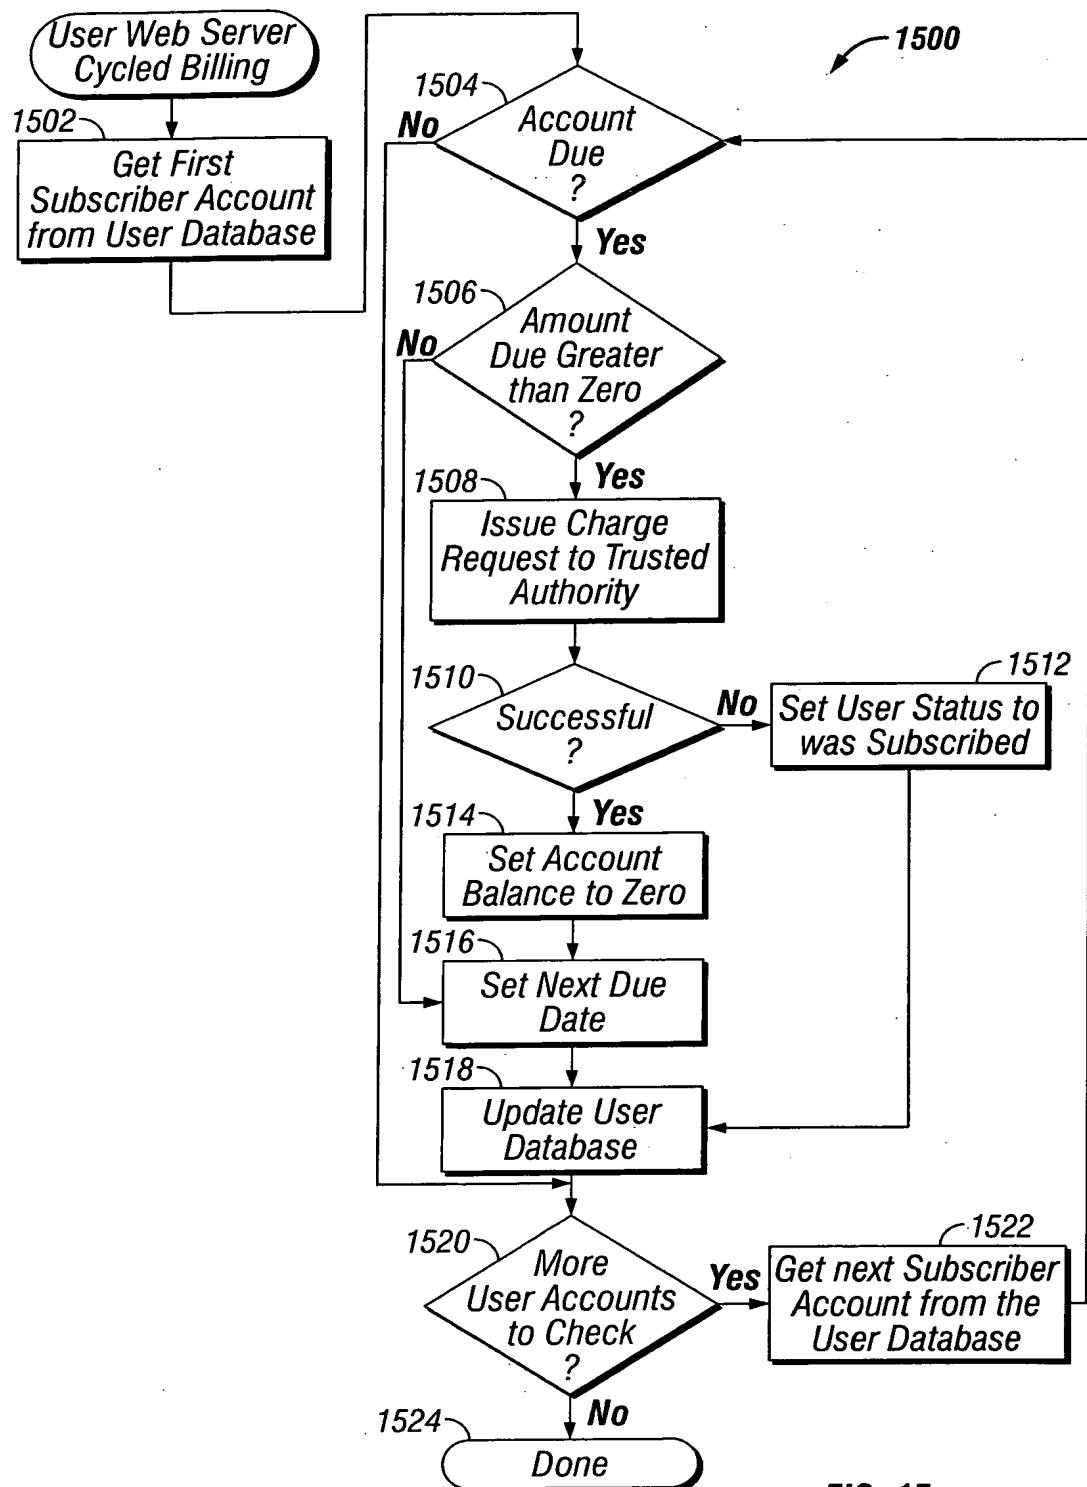 User Web Server
Cycled Billing
1500
1502
Get First
Subscriber Account
from User Database
1504
No
Account
Due
?
Yes
1506
No
Amount
Due Greater
than Zero
?
Yes
1508
Issue Charge
Request to Trusted
Authority
1510
Successful
?
No
1512
Set User Status to
was Subscribed
Yes
1514
Set Account
Balance to Zero
1516
Set Next Due
Date
1518
Update User
Database
1520
More
User Accounts
to Check
?
Yes
1522
Get next Subscriber
Account from the
User Database
No
1524
Done